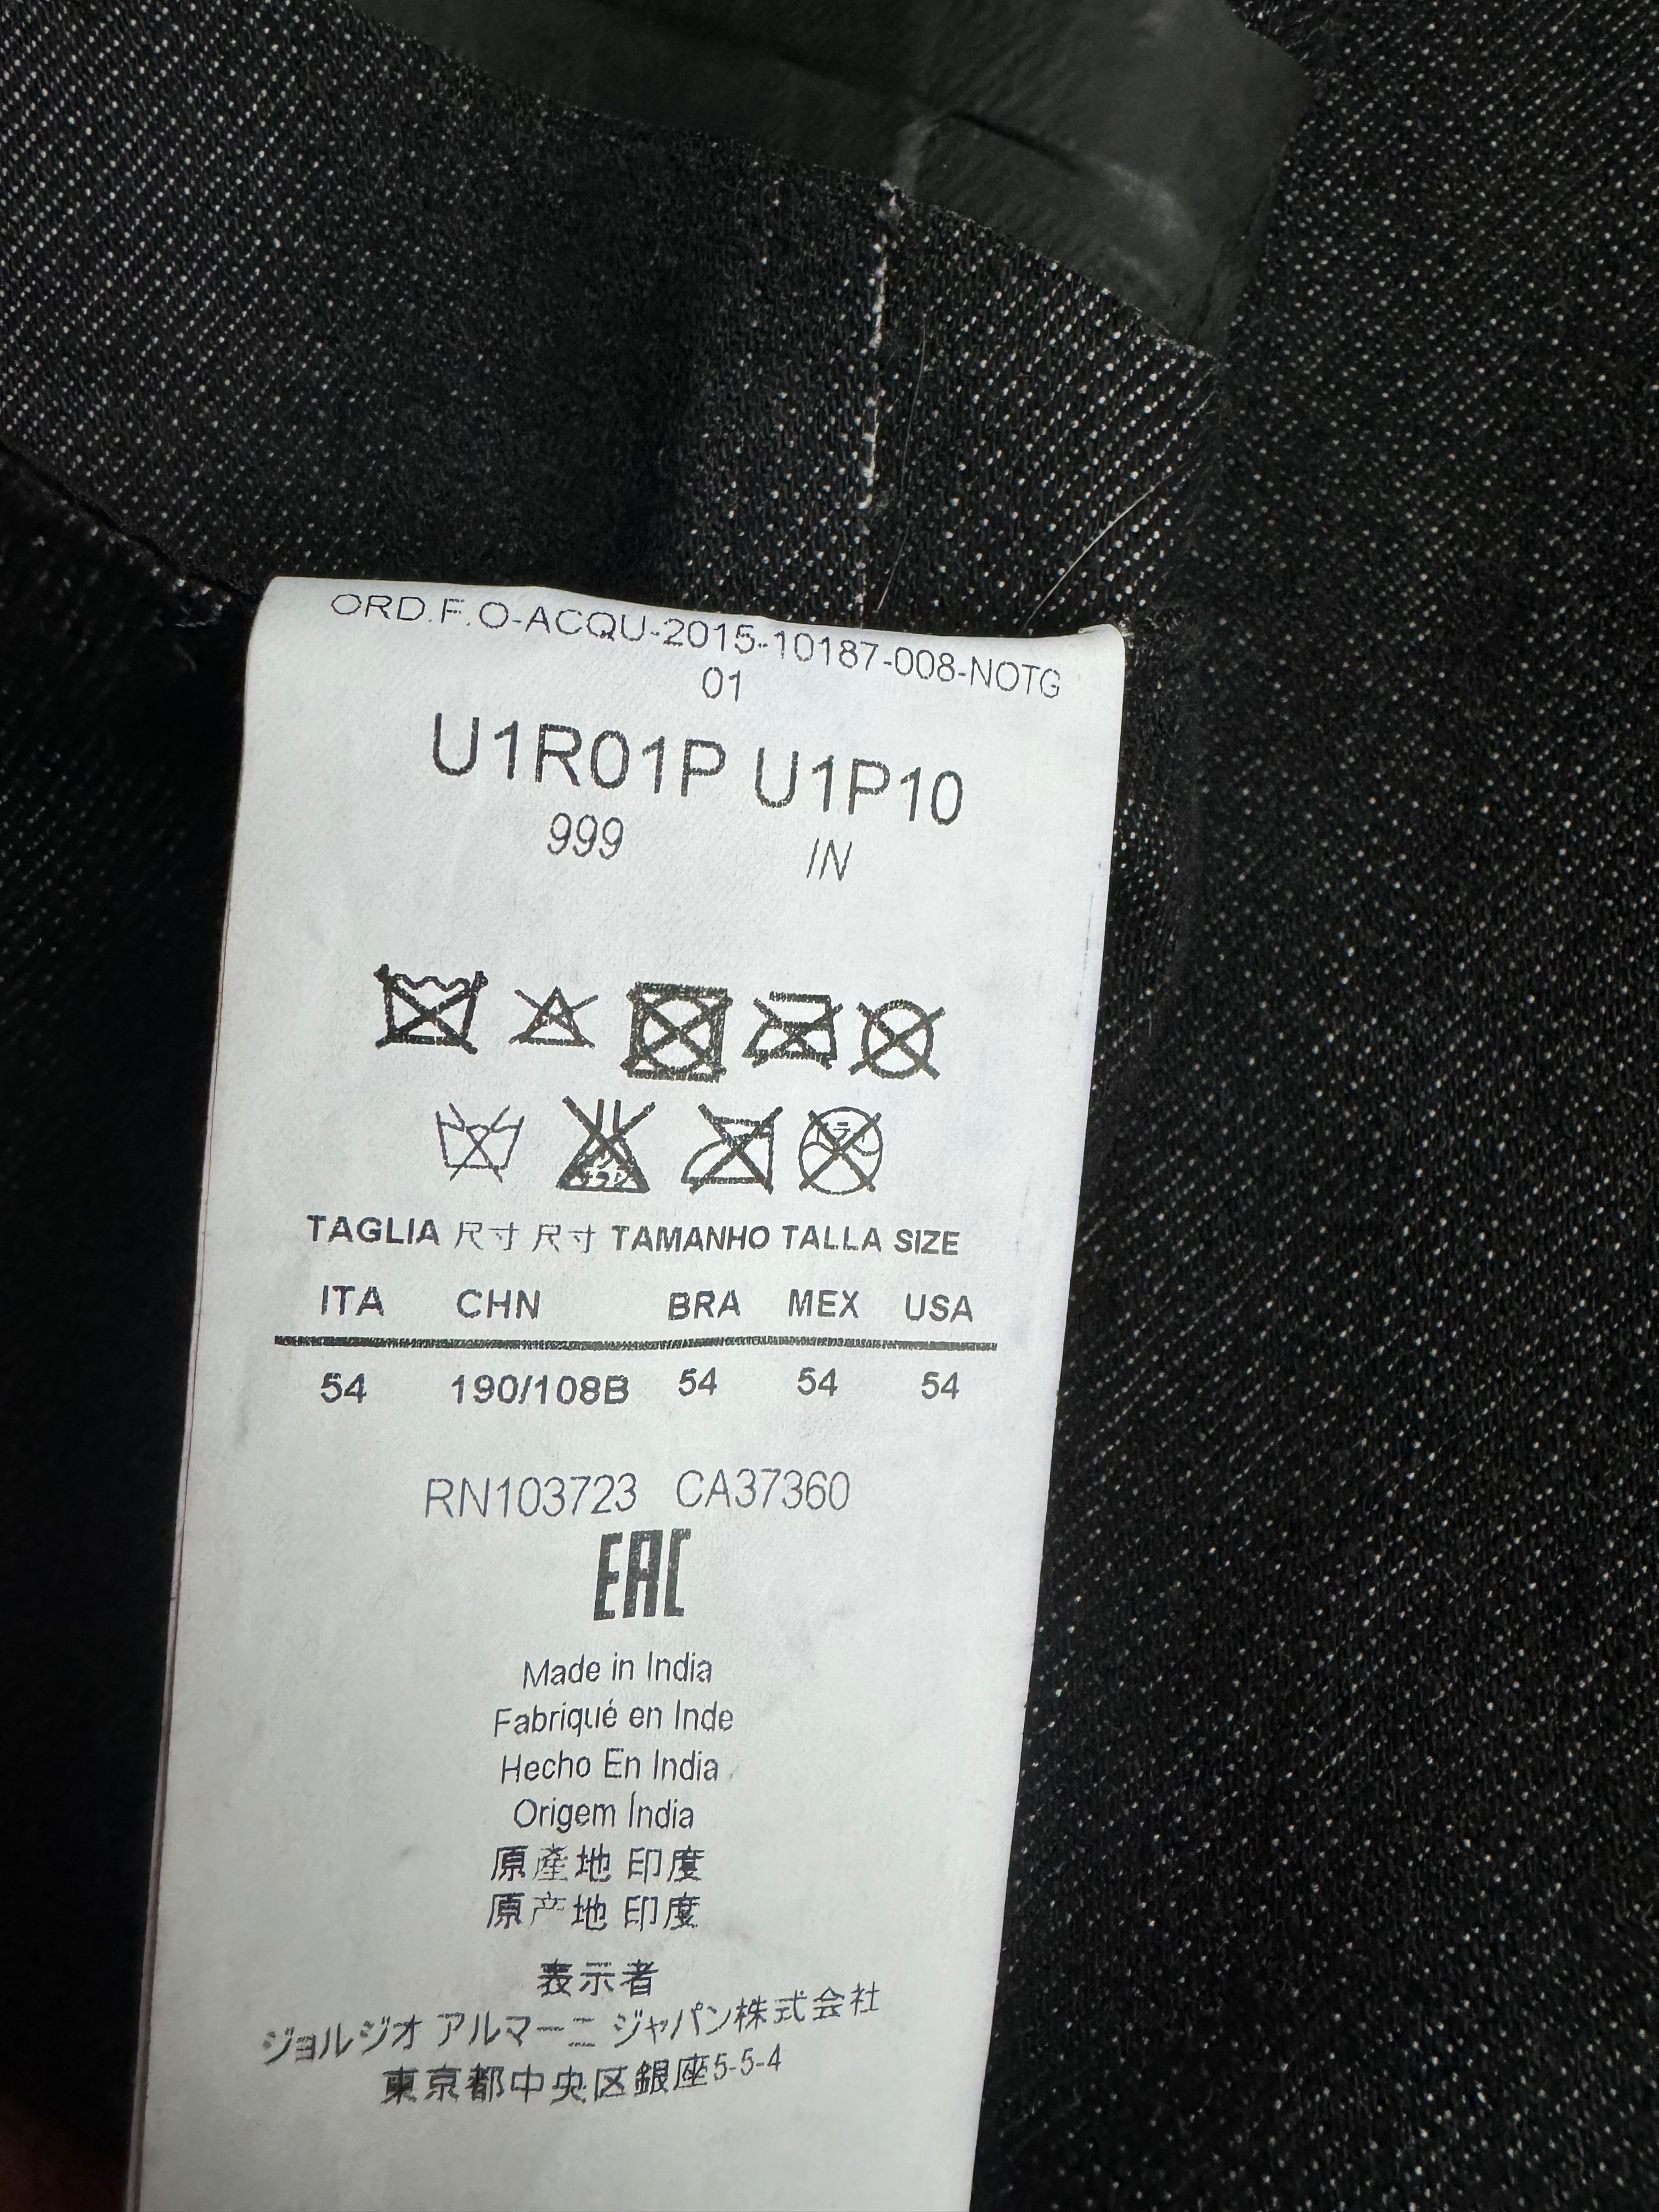 ORD.F.O-ACQU-2015-10187-008-NOTG
01
U1R01P U1P10
999 IN
TAGLIA 尺寸 尺寸 TAMANHO TALLA SIZE
ITA CHN BRA MEX USA
54 190/108B 54 54 54
RN103723 CA37360
EAC
Made in India
Fabriqué en Inde
Hecho En India
Origem Índia
原產地 印度
原产地 印度
表示者
ジョルジオ アルマーニ ジャパン株式会社
東京都中央区銀座5-5-4